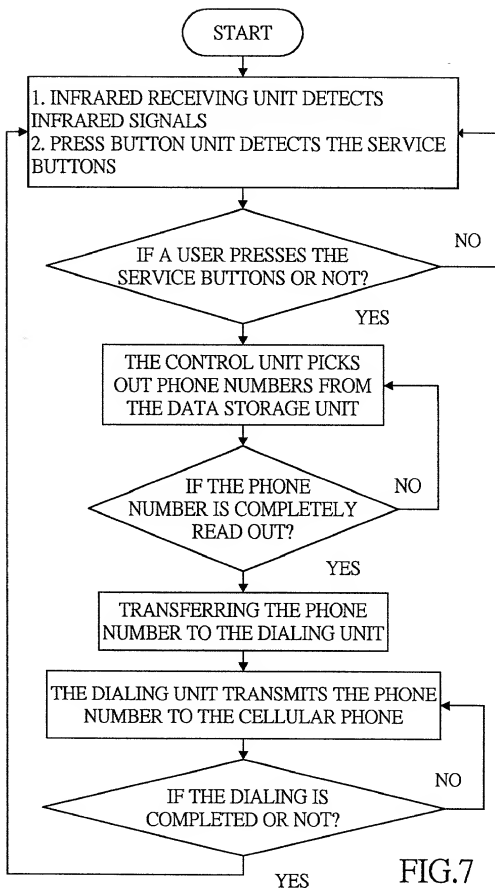 START
1. INFRARED RECEIVING UNIT DETECTS
INFRARED SIGNALS
2. PRESS BUTTON UNIT DETECTS THE SERVICE
BUTTONS
IF A USER PRESSES THE
SERVICE BUTTONS OR NOT?
NO
YES
THE CONTROL UNIT PICKS
OUT PHONE NUMBERS FROM
THE DATA STORAGE UNIT
IF THE PHONE
NUMBER IS COMPLETELY
READ OUT?
NO
YES
TRANSFERRING THE PHONE
NUMBER TO THE DIALING UNIT
THE DIALING UNIT TRANSMITS THE PHONE
NUMBER TO THE CELLULAR PHONE
IF THE DIALING IS
COMPLETED OR NOT?
NO
YES
FIG.7